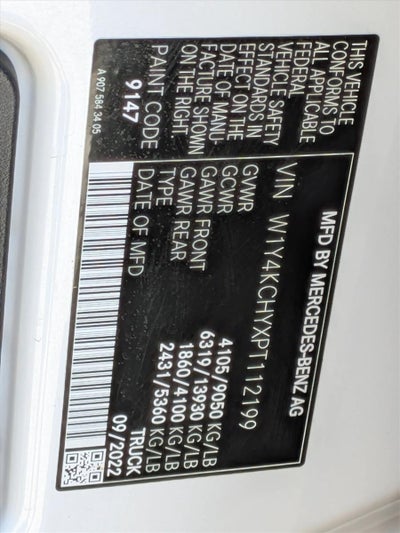 MFD BY MERCEDES-BENZ AG
VIN W1Y4KCHYXPT112199
GVWR 4105/9050 KG/LB
GCWR 6319/13930 KG/LB
GAWR FRONT 1860/4100 KG/LB
GAWR REAR 2431/5360 KG/LB
TYPE TRUCK
DATE OF MFD 09/2022
THIS VEHICLE
CONFORMS TO
ALL APPLICABLE
FEDERAL
VEHICLE SAFETY
STANDARDS IN
EFFECT ON THE
DATE OF MANU-
FACTURE SHOWN
ON THE RIGHT
PAINT CODE
9147
A 907 584 34 05